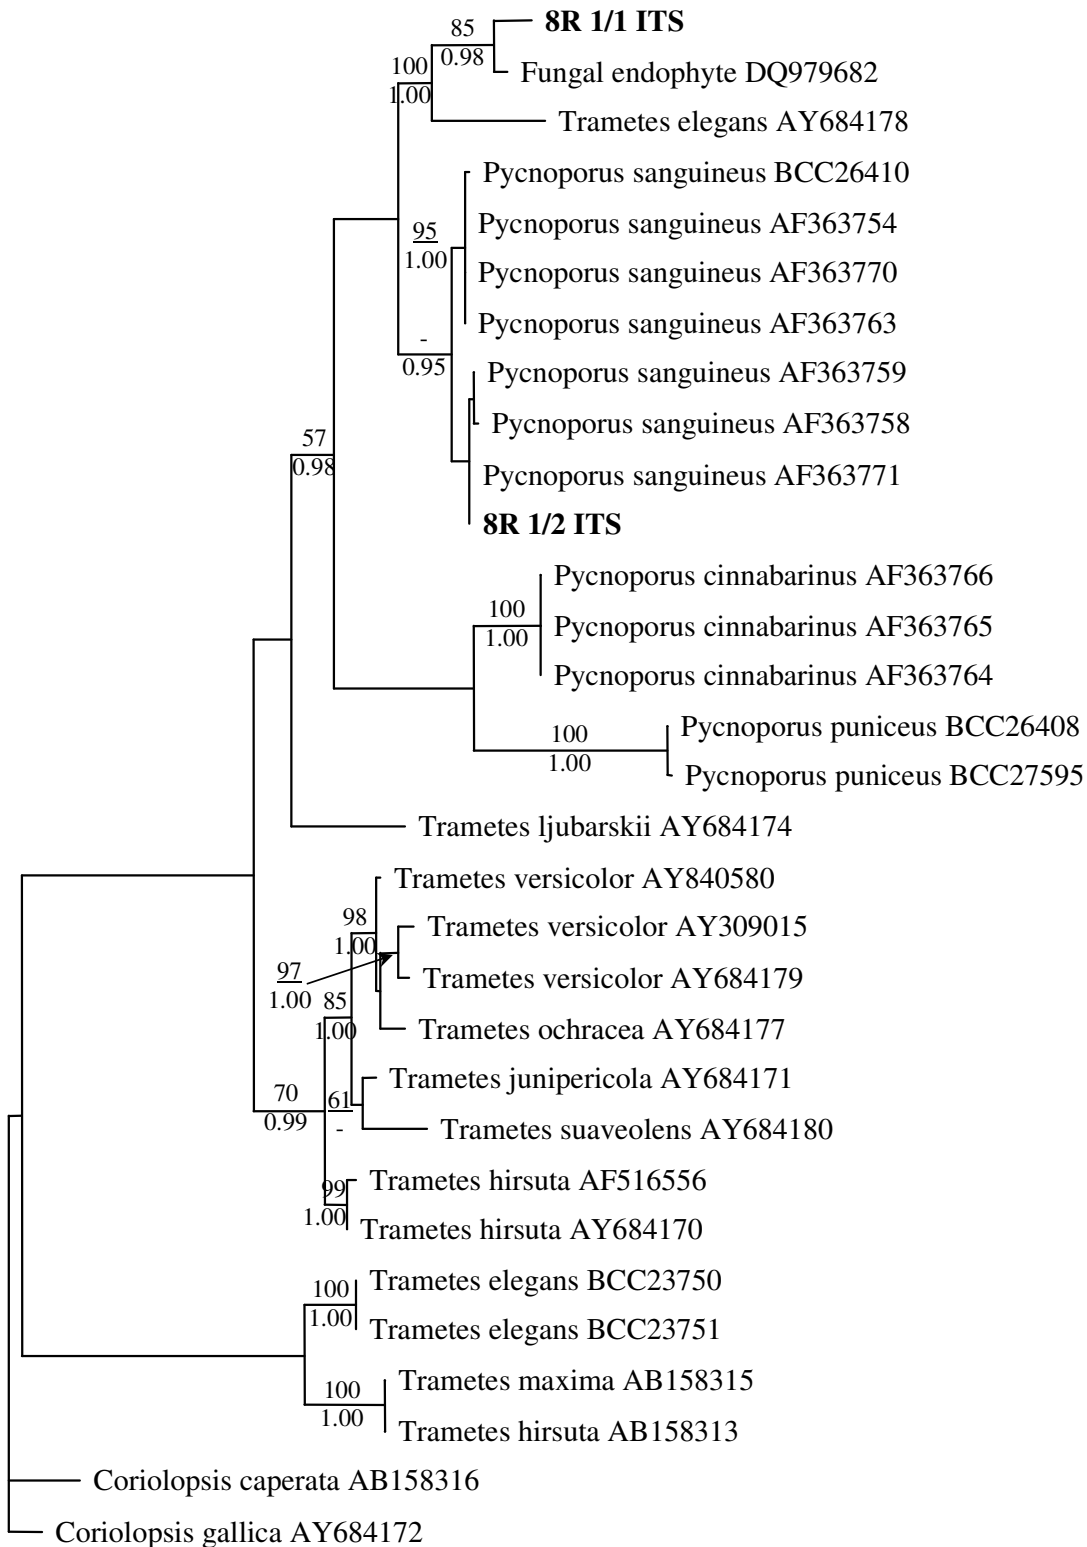 85
0.98
8R 1/1 ITS
Fungal endophyte DQ979682
100
1.00
Trametes elegans AY684178
Pycnoporus sanguineus BCC26410
95
1.00
Pycnoporus sanguineus AF363754
Pycnoporus sanguineus AF363770
Pycnoporus sanguineus AF363763
-
0.95
Pycnoporus sanguineus AF363759
Pycnoporus sanguineus AF363758
57
0.98
Pycnoporus sanguineus AF363771
8R 1/2 ITS
Pycnoporus cinnabarinus AF363766
100
1.00
Pycnoporus cinnabarinus AF363765
Pycnoporus cinnabarinus AF363764
100
1.00
Pycnoporus puniceus BCC26408
Pycnoporus puniceus BCC27595
Trametes ljubarskii AY684174
Trametes versicolor AY840580
98
1.00
Trametes versicolor AY309015
97
1.00
Trametes versicolor AY684179
85
1.00
Trametes ochracea AY684177
Trametes junipericola AY684171
70
0.99
61
-
Trametes suaveolens AY684180
99
1.00
Trametes hirsuta AF516556
Trametes hirsuta AY684170
100
1.00
Trametes elegans BCC23750
Trametes elegans BCC23751
100
1.00
Trametes maxima AB158315
Trametes hirsuta AB158313
Coriolopsis caperata AB158316
Coriolopsis gallica AY684172